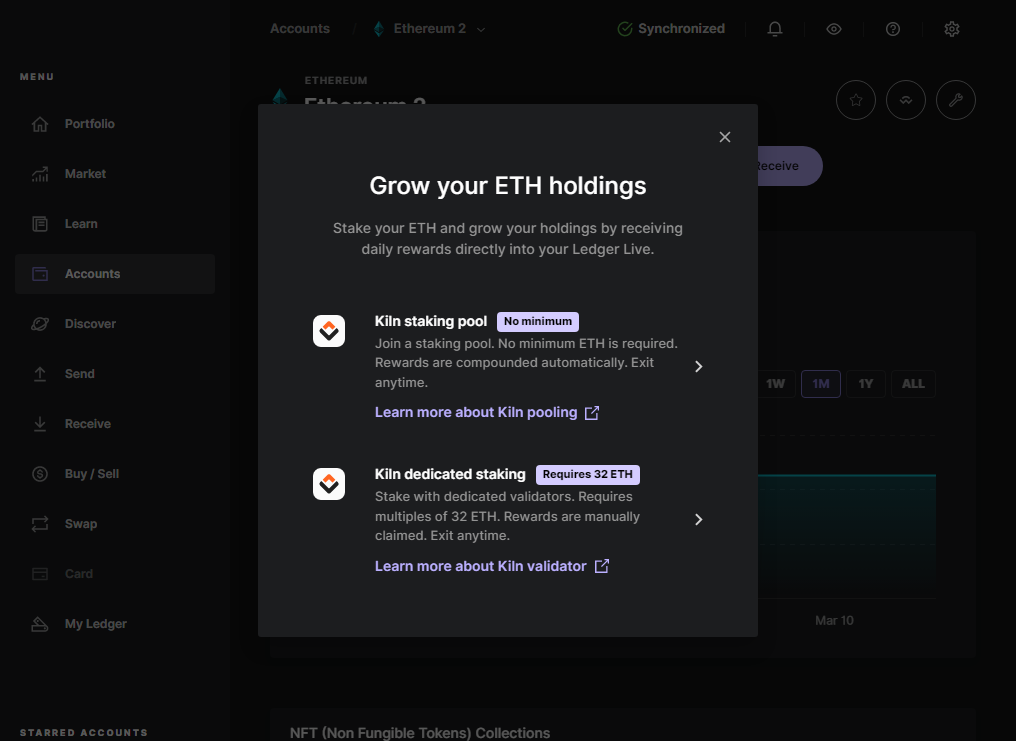 Accounts / Ethereum 2
Synchronized
MENU
Portfolio
Market
Learn
Accounts
Discover
Send
Receive
Buy / Sell
Swap
Card
My Ledger
STARRED ACCOUNTS
ETHEREUM
Ethereum 2
Receive
Grow your ETH holdings
Stake your ETH and grow your holdings by receiving
daily rewards directly into your Ledger Live.
Kiln staking pool No minimum
Join a staking pool. No minimum ETH is required.
Rewards are compounded automatically. Exit
anytime.
Learn more about Kiln pooling
Kiln dedicated staking Requires 32 ETH
Stake with dedicated validators. Requires
multiples of 32 ETH. Rewards are manually
claimed. Exit anytime.
Learn more about Kiln validator
1W 1M 1Y ALL
Mar 10
NFT (Non Fungible Tokens) Collections